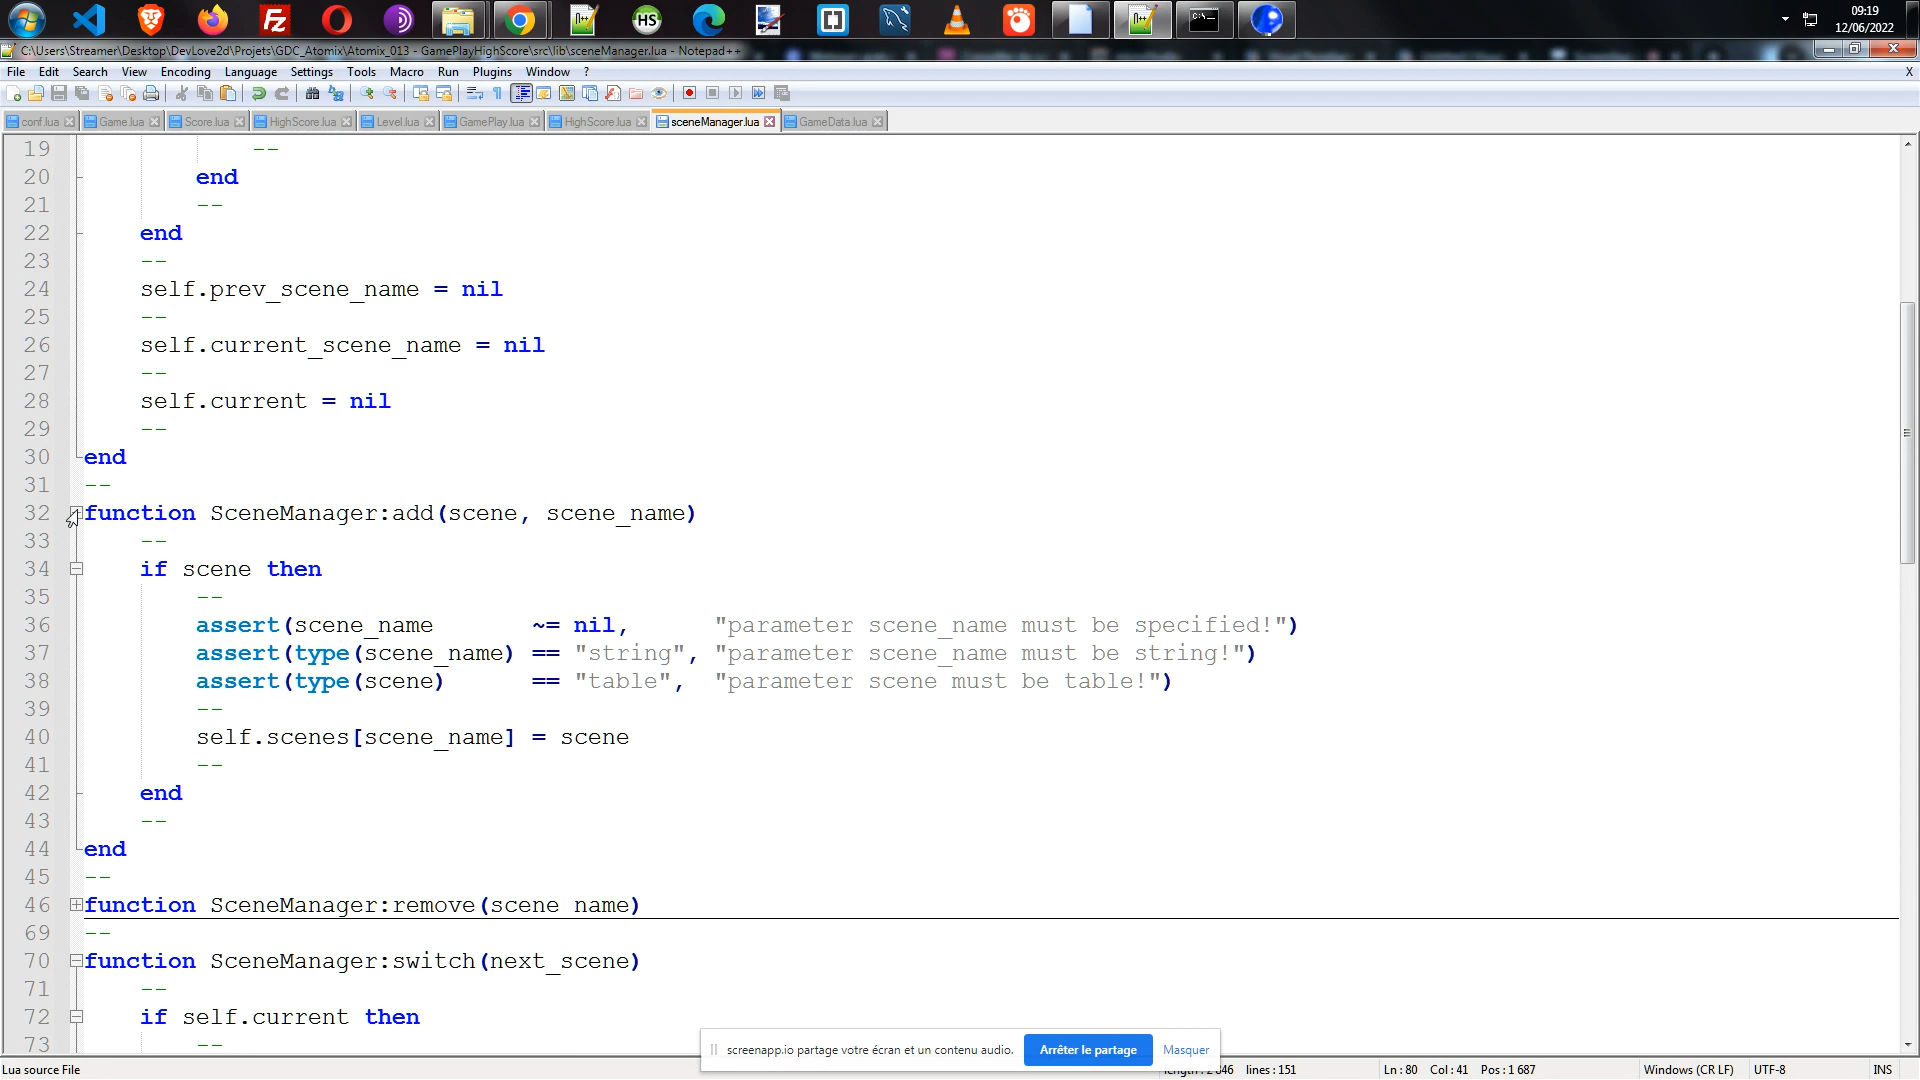 09:19
12/06/2022
C:\Users\Streamer\Desktop\DevLove2d\Projets\GDC_Atomix\Atomix_013 - GamePlayHighScore\src\lib\sceneManager.lua - Notepad++
File Edit Search View Encoding Language Settings Tools Macro Run Plugins Window ? X
conf.lua Game.lua Score.lua HighScore.lua Level.lua GamePlay.lua HighScore.lua sceneManager.lua GameData.lua
19 --
20 end
21 --
22 end
23 --
24 self.prev_scene_name = nil
25 --
26 self.current_scene_name = nil
27 --
28 self.current = nil
29 --
30 end
31 --
32 function SceneManager:add(scene, scene_name)
33 --
34 if scene then
35 --
36 assert(scene_name ~= nil, "parameter scene_name must be specified!")
37 assert(type(scene_name) == "string", "parameter scene_name must be string!")
38 assert(type(scene) == "table", "parameter scene must be table!")
39 --
40 self.scenes[scene_name] = scene
41 --
42 end
43 --
44 end
45 --
46 function SceneManager:remove(scene_name)
69 --
70 function SceneManager:switch(next_scene)
71 --
72 if self.current then
73 --
screenapp.io partage votre écran et un contenu audio. Arrêter le partage Masquer
Lua source File lines : 151 Ln : 80 Col : 41 Pos : 1 687 Windows (CR LF) UTF-8 INS